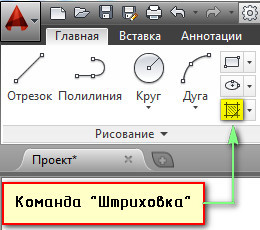 Главная Вставка Аннотации
Отрезок Полилиния Круг Дуга
Рисование
Проект*
Команда "Штриховка"